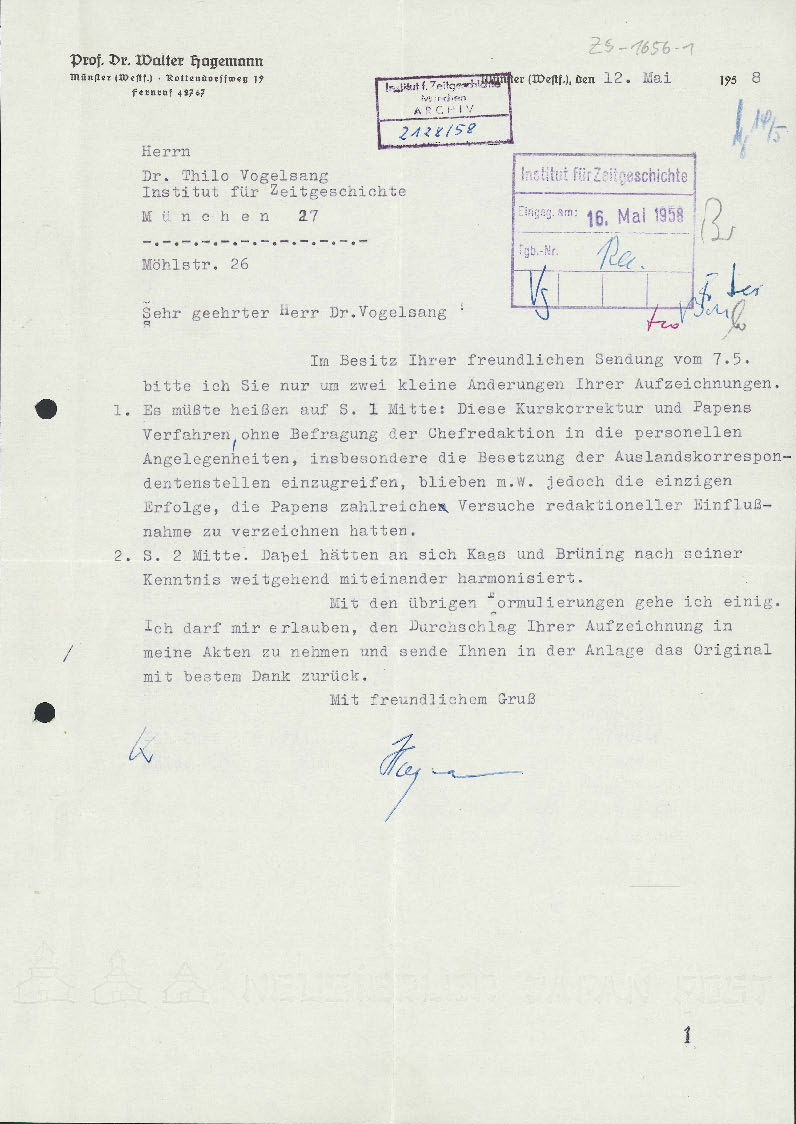 ZS-1656-1
Prof. Dr. Walter Hagemann
Münster (Westf.) · Rottendorffweg 19
Fernruf 49767
Münster (Westf.), den 12. Mai 1958
Institut f. Zeitgeschichte
München
ARCHIV
2128/58
Herrn
Dr. Thilo Vogelsang
Institut für Zeitgeschichte
M ü n c h e n 27
-.-.-.-.-.-.-.-.-.-.-.-
Möhlstr. 26
Institut für Zeitgeschichte
Eingeg. am: 16. Mai 1958
Tgb.-Nr.
Vg
Sehr geehrter Herr Dr.Vogelsang !
Im Besitz Ihrer freundlichen Sendung vom 7.5.
bitte ich Sie nur um zwei kleine Änderungen Ihrer Aufzeichnungen.
1. Es müßte heißen auf S. 1 Mitte: Diese Kurskorrektur und Papens
Verfahren, ohne Befragung der Chefredaktion in die personellen
Angelegenheiten, insbesondere die Besetzung der Auslandskorrespon-
dentenstellen einzugreifen, blieben m.W. jedoch die einzigen
Erfolge, die Papens zahlreiche Versuche redaktioneller Einfluß-
nahme zu verzeichnen hatten.
2. S. 2 Mitte. Dabei hätten an sich Kaas und Brüning nach seiner
Kenntnis weitgehend miteinander harmonisiert.
Mit den übrigen Formulierungen gehe ich einig.
Ich darf mir erlauben, den Durchschlag Ihrer Aufzeichnung in
meine Akten zu nehmen und sende Ihnen in der Anlage das Original
mit bestem Dank zurück.
Mit freundlichem Gruß
1